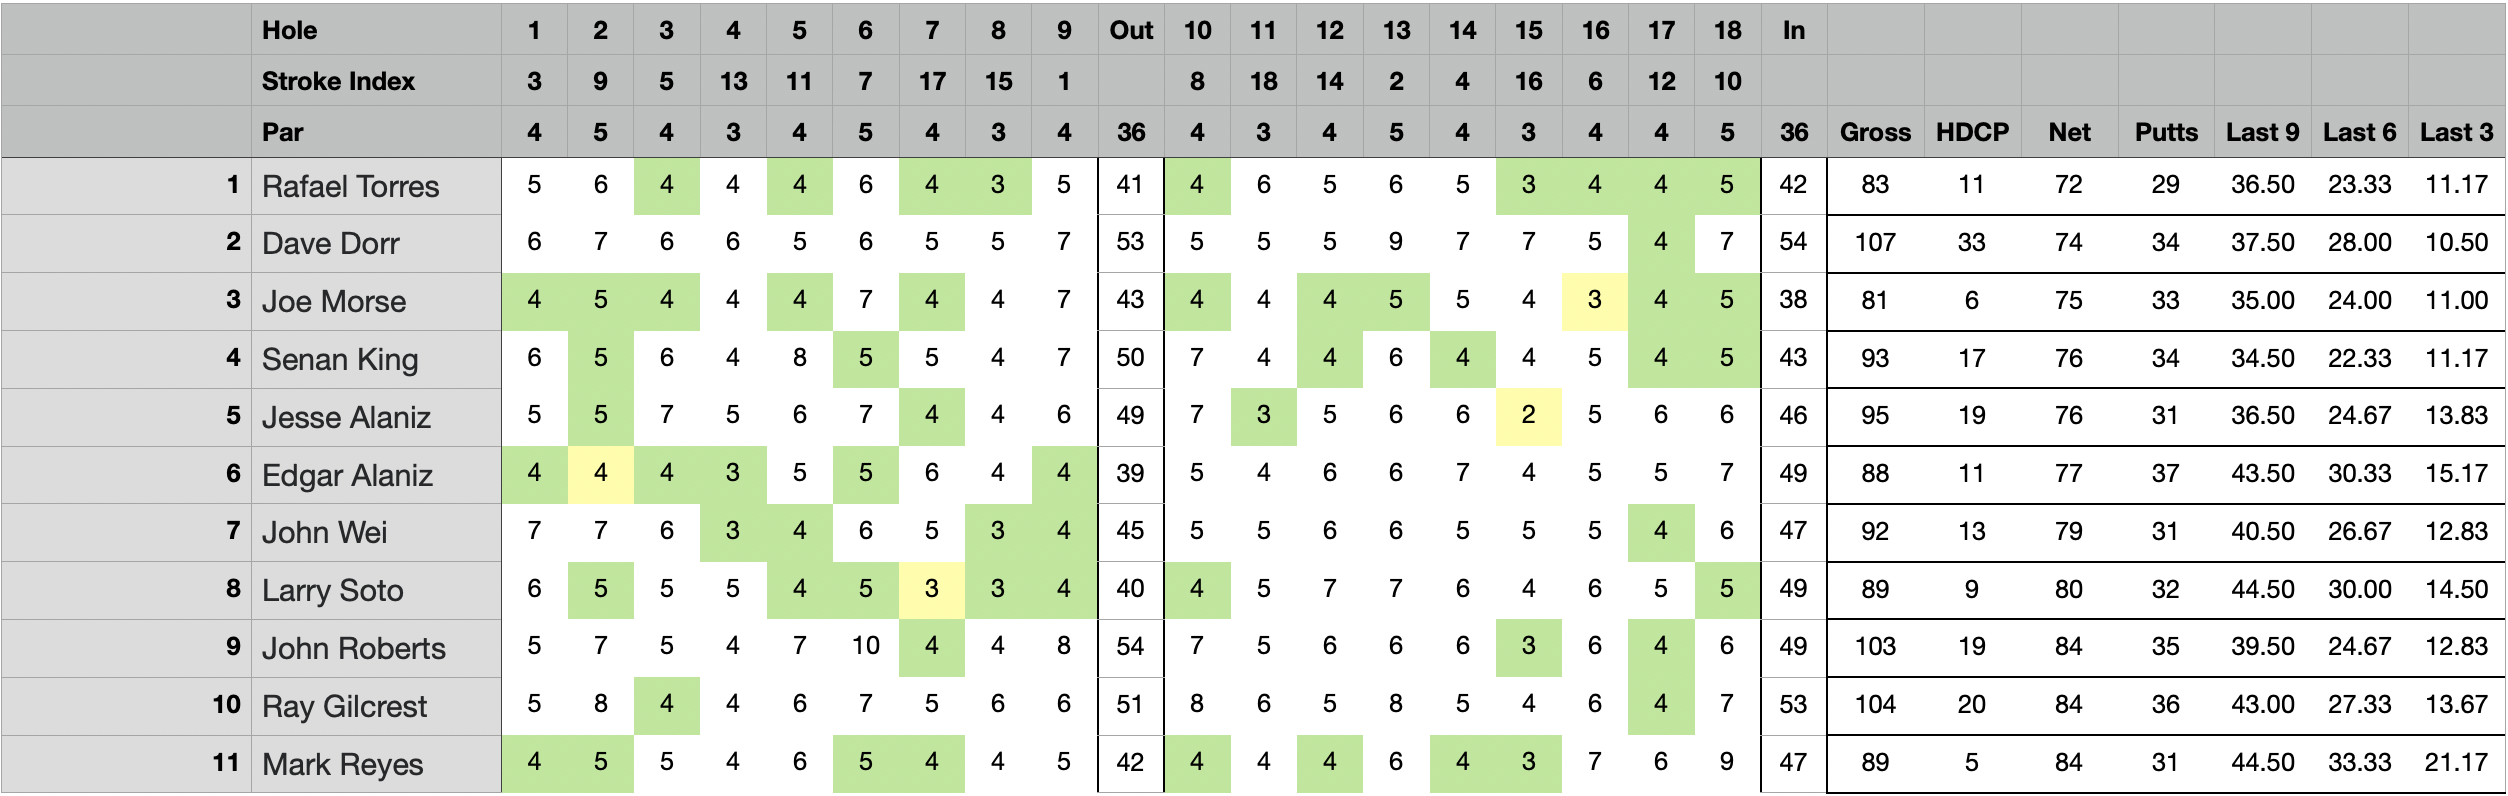 Hole 1 2 3 4 5 6 7 8 9 Out 10 11 12 13 14 15 16 17 18 In
Stroke Index 3 9 5 13 11 7 17 15 1 8 18 14 2 4 16 6 12 10
Par 4 5 4 3 4 5 4 3 4 36 4 3 4 5 4 3 4 4 5 36 Gross HDCP Net Putts Last 9 Last 6 Last 3
1 Rafael Torres 5 6 4 4 4 6 4 3 5 41 4 6 5 6 5 3 4 4 5 42 83 11 72 29 36.50 23.33 11.17
2 Dave Dorr 6 7 6 6 5 6 5 5 7 53 5 5 5 9 7 7 5 4 7 54 107 33 74 34 37.50 28.00 10.50
3 Joe Morse 4 5 4 4 4 7 4 4 7 43 4 4 4 5 5 4 3 4 5 38 81 6 75 33 35.00 24.00 11.00
4 Senan King 6 5 6 4 8 5 5 4 7 50 7 4 4 6 4 4 5 4 5 43 93 17 76 34 34.50 22.33 11.17
5 Jesse Alaniz 5 5 7 5 6 7 4 4 6 49 7 3 5 6 6 2 5 6 6 46 95 19 76 31 36.50 24.67 13.83
6 Edgar Alaniz 4 4 4 3 5 5 6 4 4 39 5 4 6 6 7 4 5 5 7 49 88 11 77 37 43.50 30.33 15.17
7 John Wei 7 7 6 3 4 6 5 3 4 45 5 5 6 6 5 5 5 4 6 47 92 13 79 31 40.50 26.67 12.83
8 Larry Soto 6 5 5 5 4 5 3 3 4 40 4 5 7 7 6 4 6 5 5 49 89 9 80 32 44.50 30.00 14.50
9 John Roberts 5 7 5 4 7 10 4 4 8 54 7 5 6 6 6 3 6 4 6 49 103 19 84 35 39.50 24.67 12.83
10 Ray Gilcrest 5 8 4 4 6 7 5 6 6 51 8 6 5 8 5 4 6 4 7 53 104 20 84 36 43.00 27.33 13.67
11 Mark Reyes 4 5 5 4 6 5 4 4 5 42 4 4 4 6 4 3 7 6 9 47 89 5 84 31 44.50 33.33 21.17